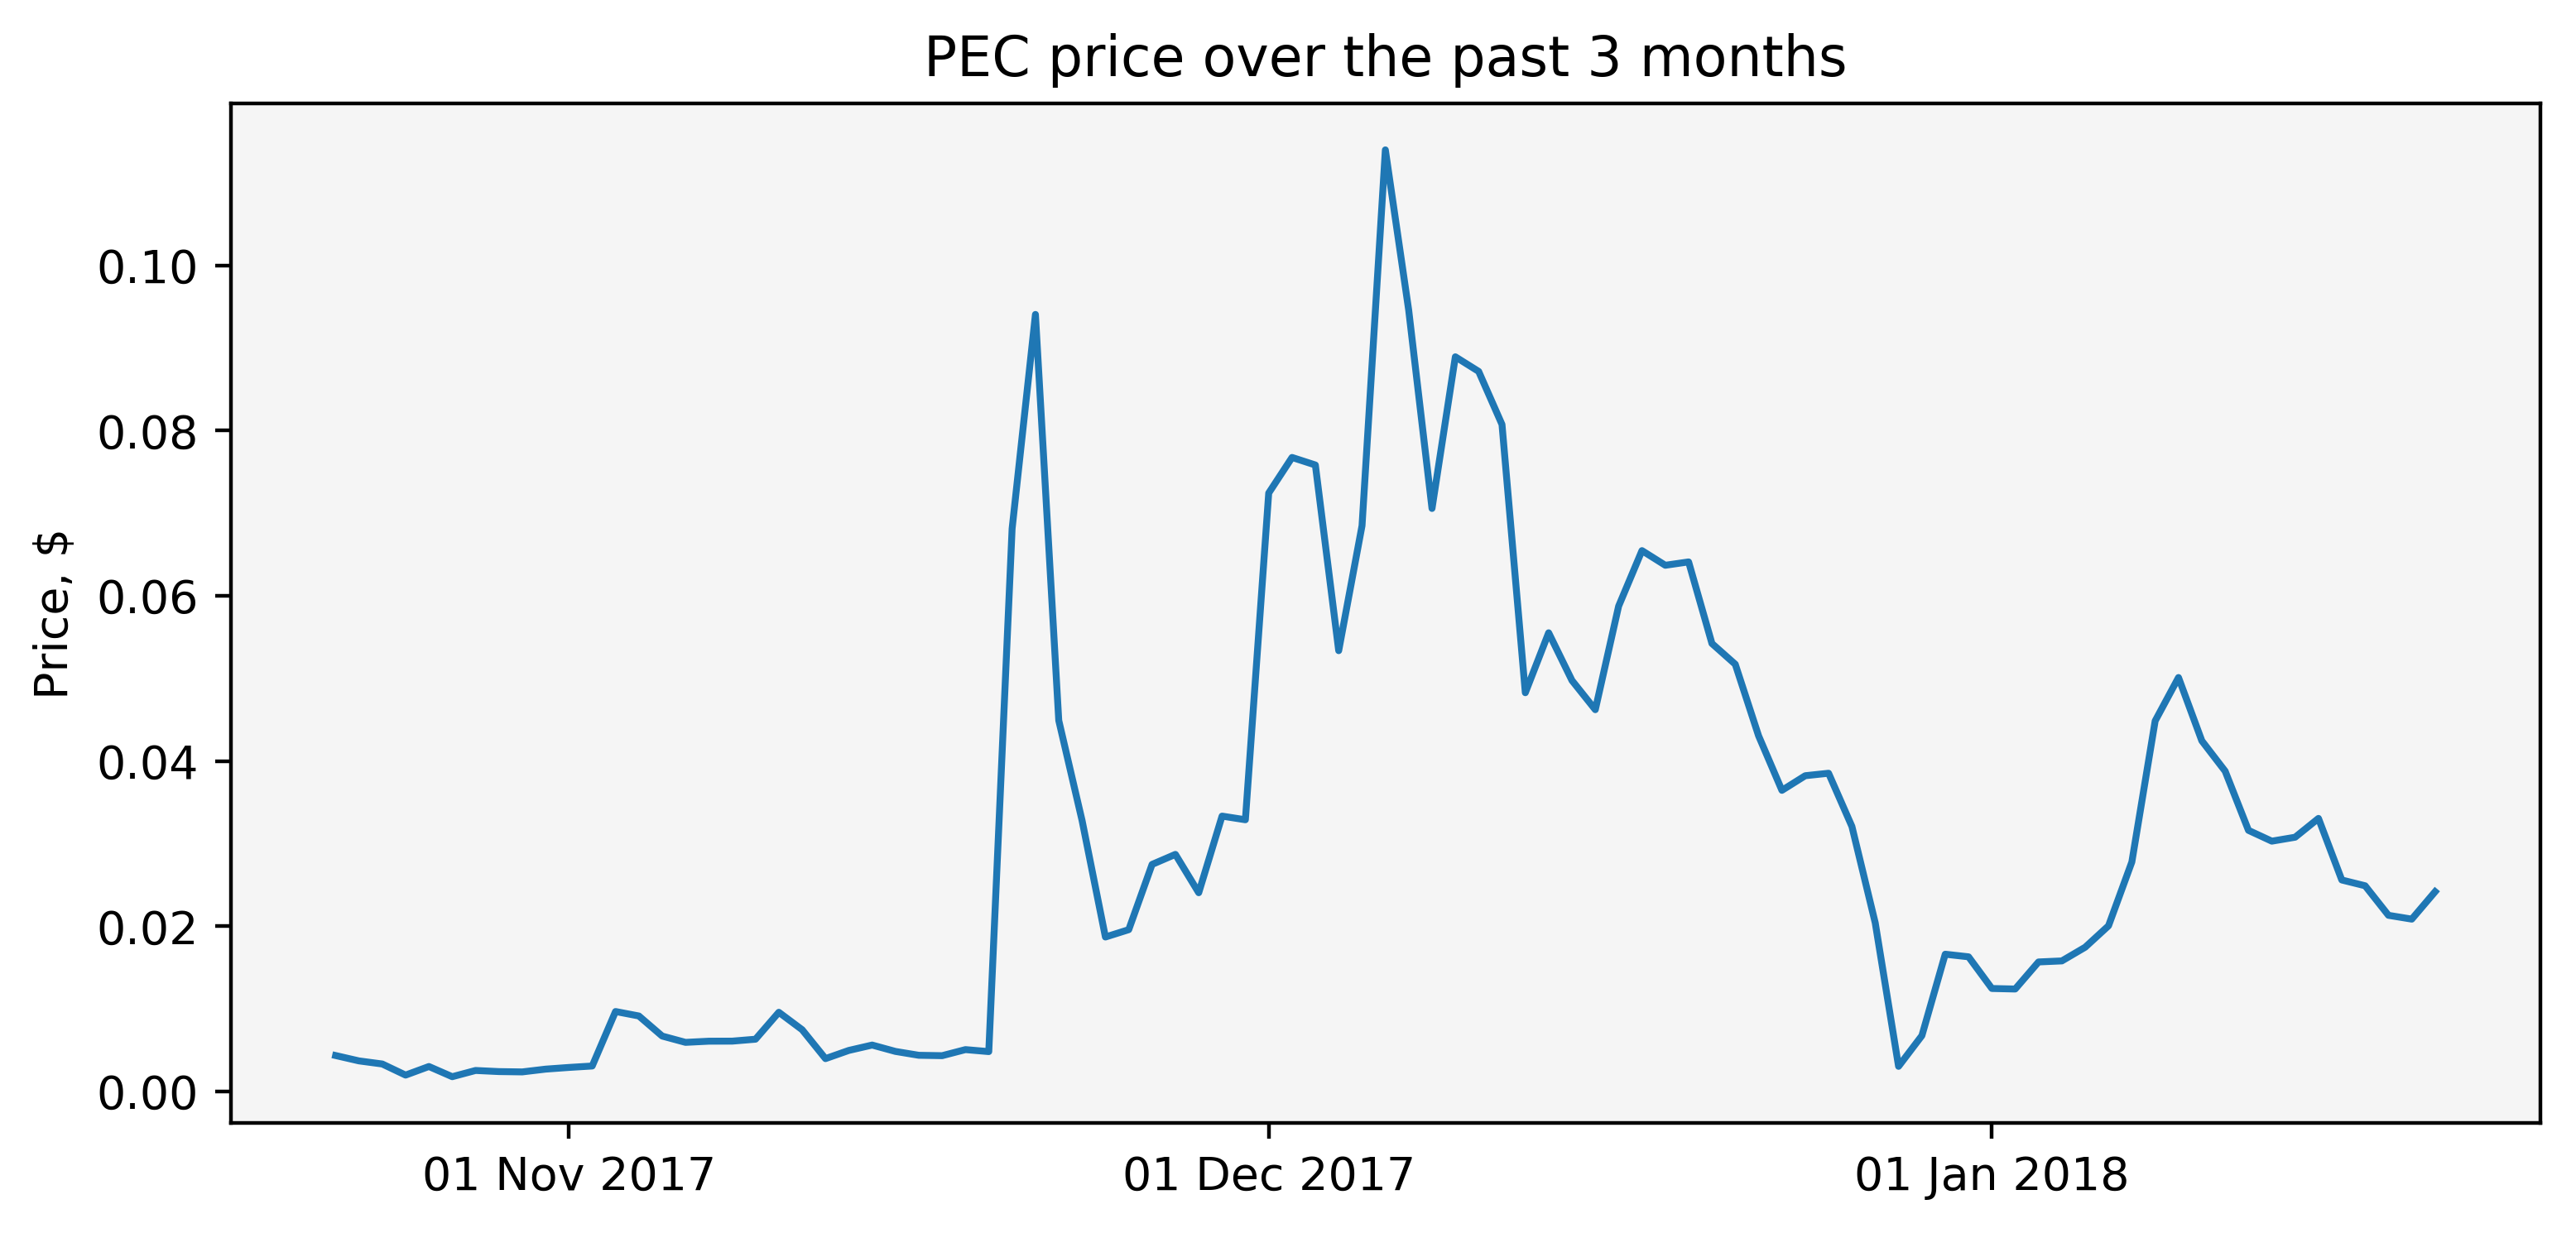 PEC price over the past 3 months
Price, $
0.10
0.08
0.06
0.04
0.02
0.00
01 Nov 2017
01 Dec 2017
01 Jan 2018